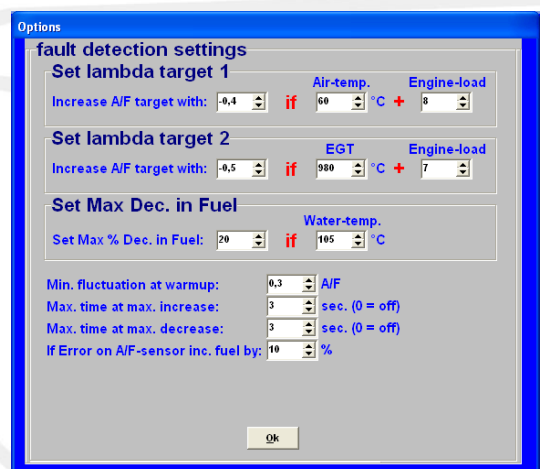 Options
fault detection settings
Set lambda target 1
Air-temp. Engine-load
Increase A/F target with: -0,4 if 60 °C + 8
Set lambda target 2
EGT Engine-load
Increase A/F target with: -0,5 if 980 °C + 7
Set Max Dec. in Fuel
Water-temp.
Set Max % Dec. in Fuel: 20 if 105 °C
Min. fluctuation at warmup: 0,3 A/F
Max. time at max. increase: 3 sec. (0 = off)
Max. time at max. decrease: 3 sec. (0 = off)
If Error on A/F-sensor inc. fuel by: 10 %
Ok